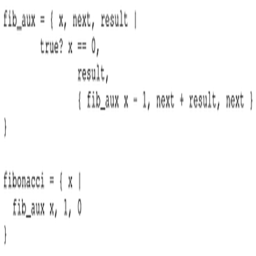 fib_aux = { x, next, result |
true? x == 0,
result,
{ fib_aux x - 1, next + result, next }
}
fibonacci = { x |
fib_aux x, 1, 0
}